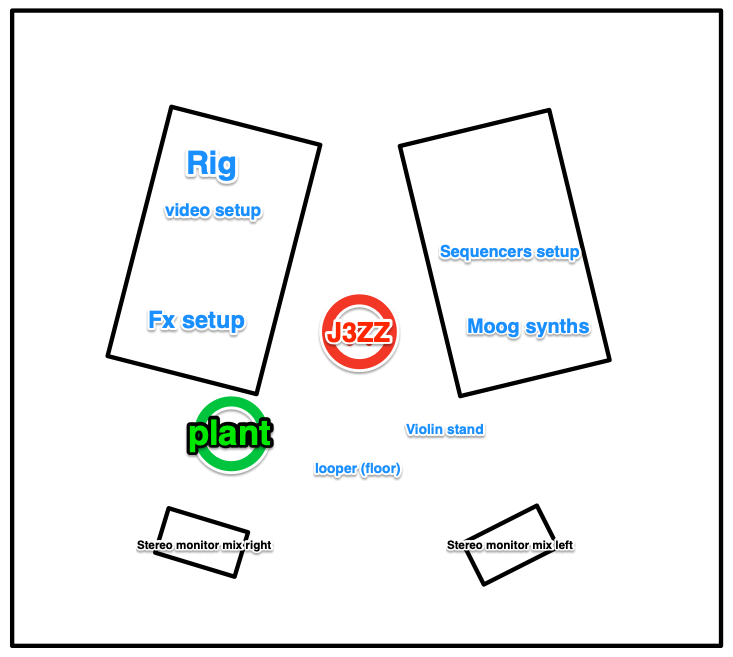 Rig
video setup
Sequencers setup
Fx setup
Moog synths
J3ZZ
plant
Violin stand
looper (floor)
Stereo monitor mix right
Stereo monitor mix left